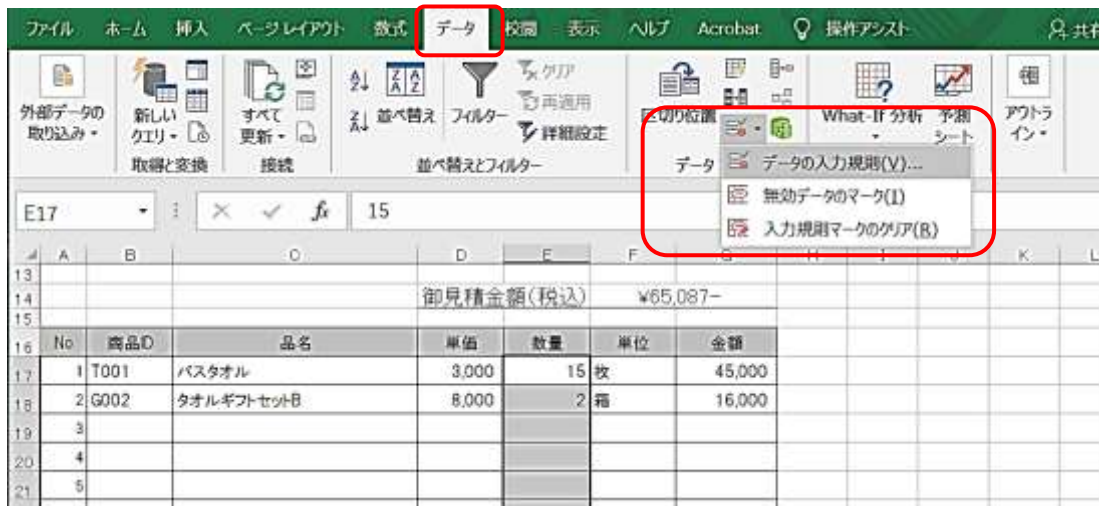 ファイル ホーム 挿入 ページ レイアウト 数式 データ 校閲 表示 ヘルプ Acrobat 操作アシスト 共有
外部データの取り込み
新しいクエリ
すべて更新
並べ替え
フィルター
クリア
再適用
詳細設定
区切り位置
What-If 分析
予測シート
アウトライン
取得と変換 接続 並べ替えとフィルター データ
データの入力規則(V)...
無効データのマーク(I)
入力規則マークのクリア(R)
E17 fx 15
A B C D E F G H I J K L
13
14 御見積金額(税込) ¥65,087-
15
16 No 商品ID 品名 単価 数量 単位 金額
17 1 T001 バスタオル 3,000 15 枚 45,000
18 2 G002 タオルギフトセットB 8,000 2 箱 16,000
19 3
20 4
21 5